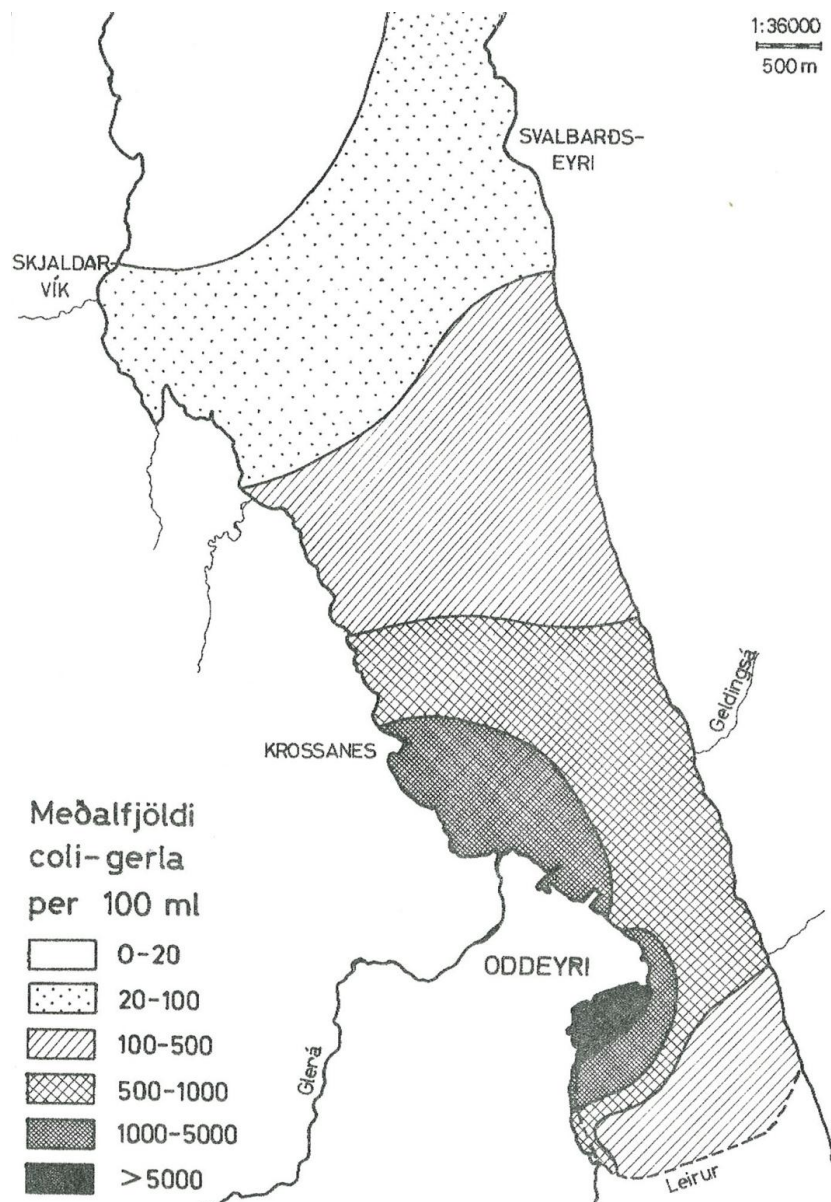 1:36000
500 m
SVALBARÐS-
EYRI
SKJALDAR-
VÍK
Geldingsá
KROSSANES
Meðalfjöldi
coli-gerla
per 100 ml
0-20
ODDEYRI
20-100
100-500
Glerá
500-1000
1000-5000
>5000
Leirur